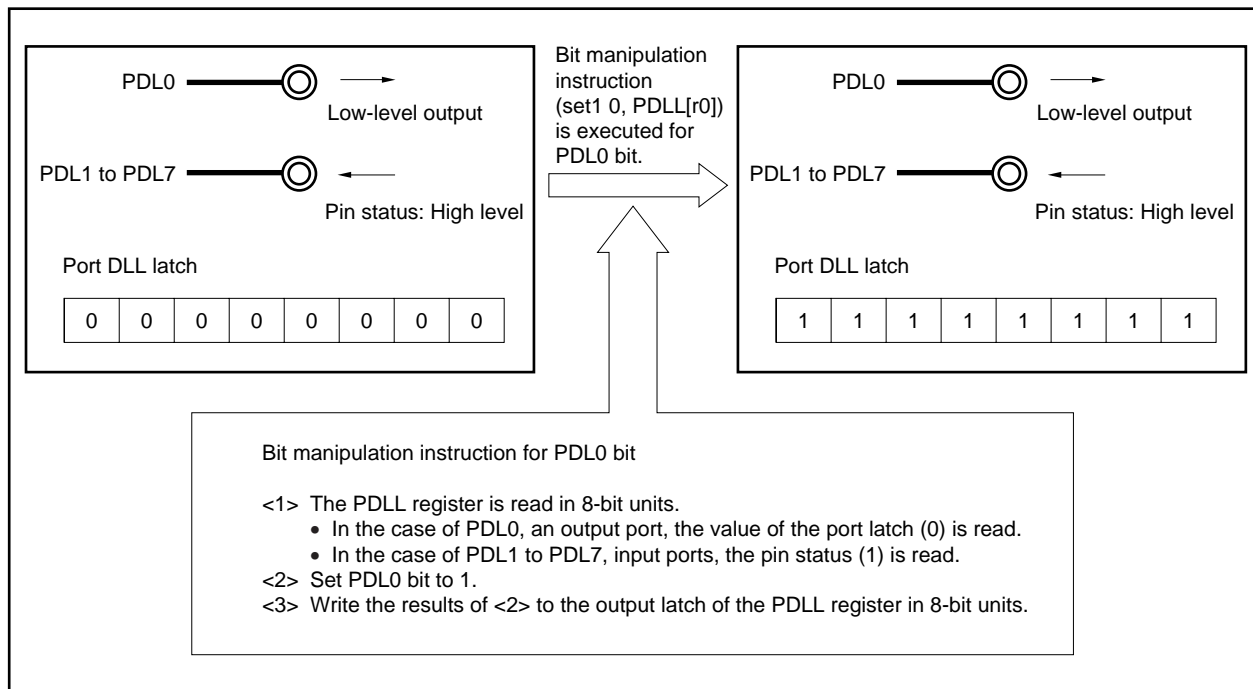 PDL0
Low-level output
PDL1 to PDL7
Pin status: High level
Port DLL latch
0 0 0 0 0 0 0 0
Bit manipulation
instruction
(set1 0, PDLL[r0])
is executed for
PDL0 bit.
PDL0
Low-level output
PDL1 to PDL7
Pin status: High level
Port DLL latch
1 1 1 1 1 1 1 1
Bit manipulation instruction for PDL0 bit
<1> The PDLL register is read in 8-bit units.
• In the case of PDL0, an output port, the value of the port latch (0) is read.
• In the case of PDL1 to PDL7, input ports, the pin status (1) is read.
<2> Set PDL0 bit to 1.
<3> Write the results of <2> to the output latch of the PDLL register in 8-bit units.